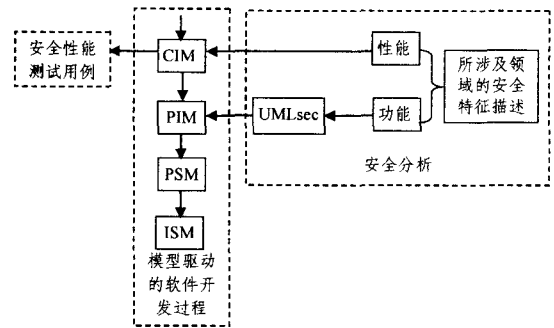 安全性能
测试用例
CIM
性能
所涉及领
域的安全
特征描述
PIM
UMLsec
功能
PSM
安全分析
ISM
模型驱动
的软件开
发过程